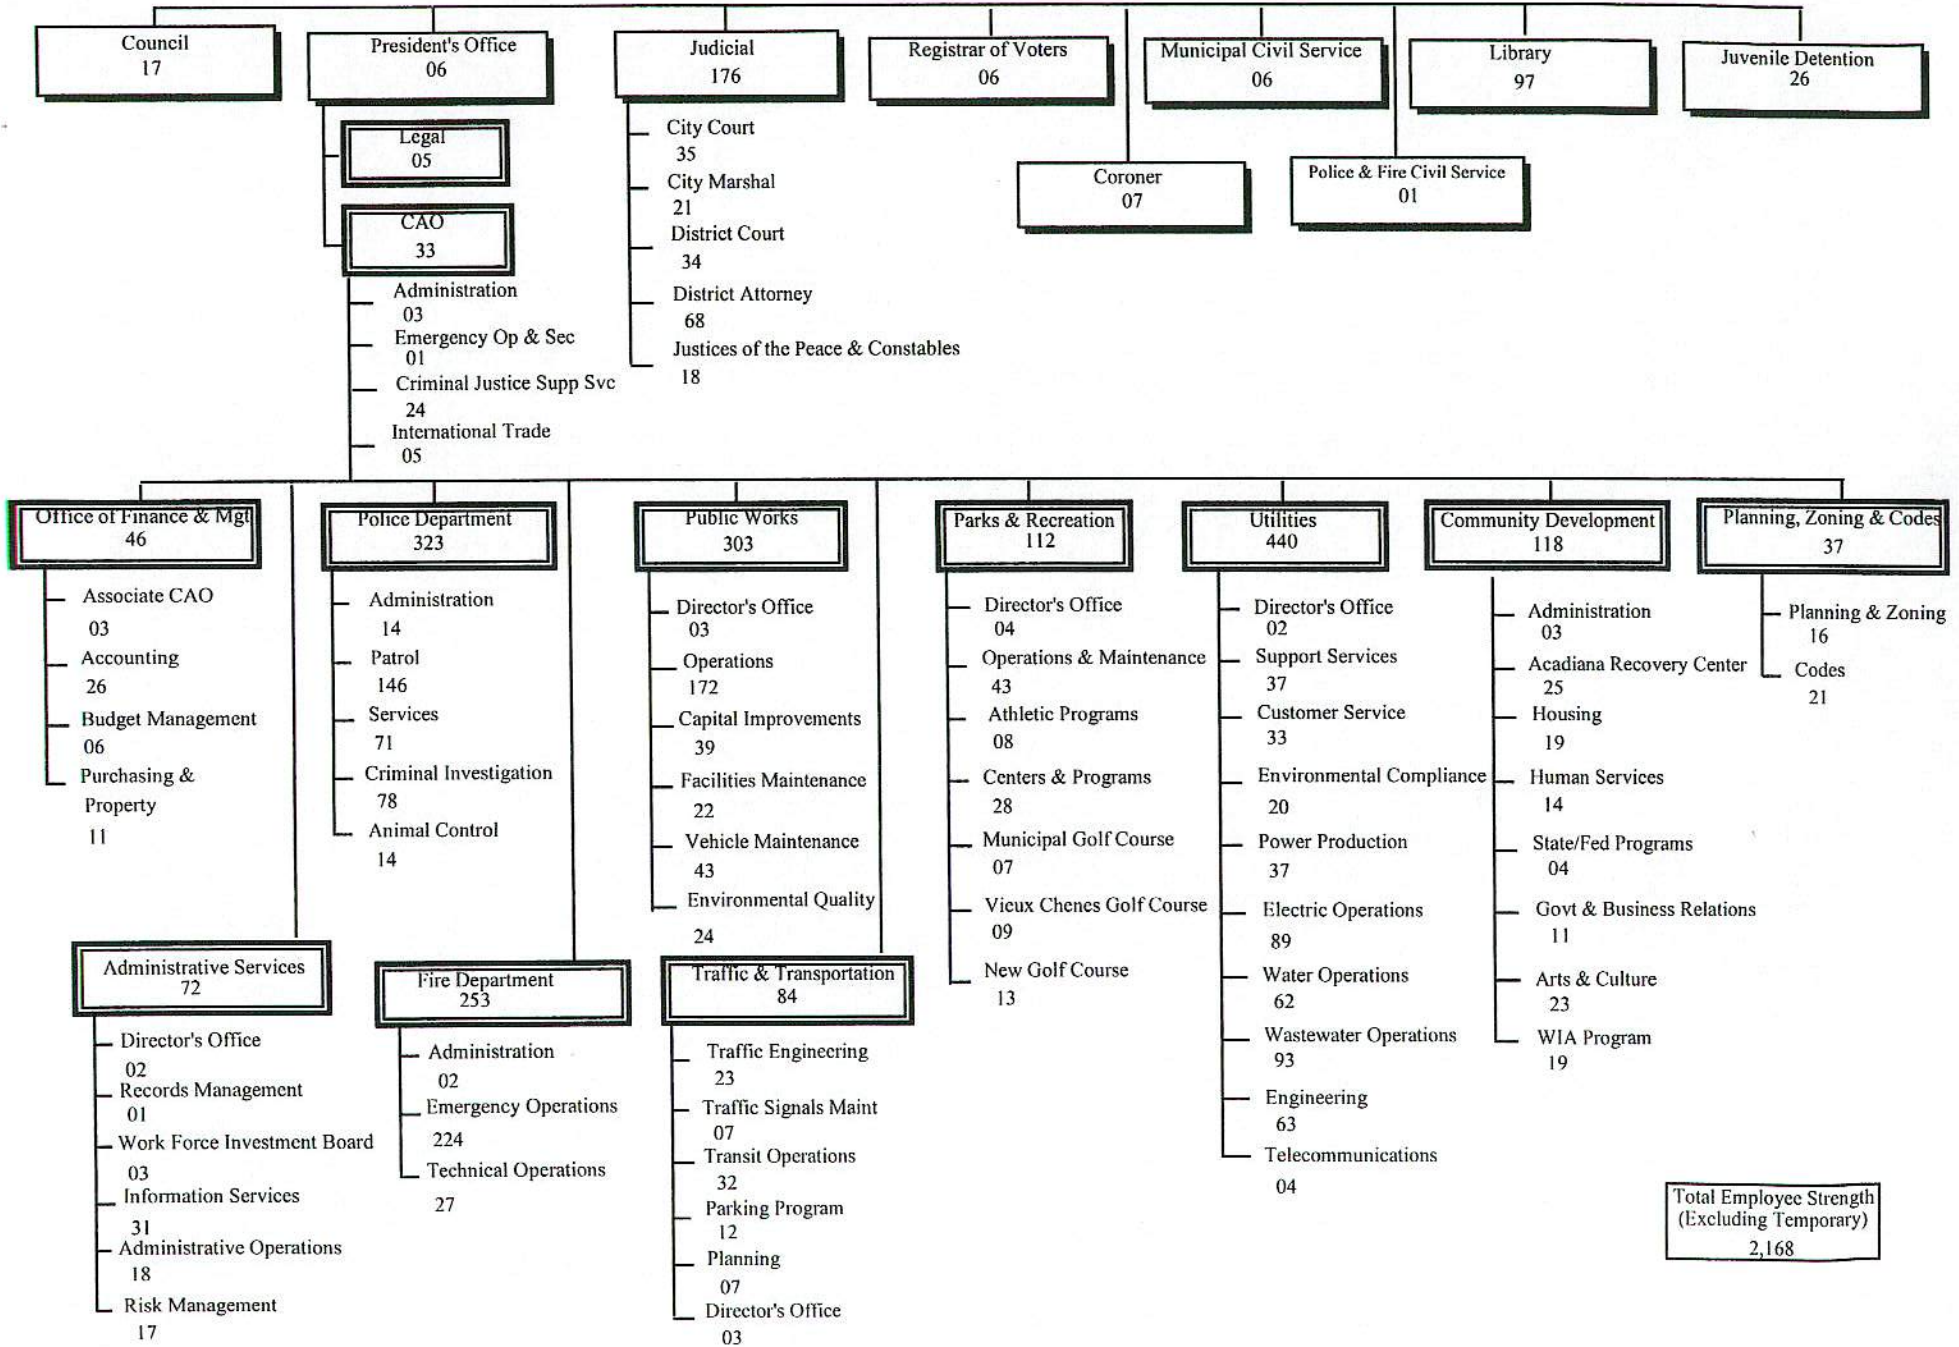 Council
17
President's Office
06
Judicial
176
Registrar of Voters
06
Municipal Civil Service
06
Library
97
Juvenile Detention
26
Coroner
07
Police & Fire Civil Service
01
Legal
05
CAO
33
Administration
03
Emergency Op & Sec
01
Criminal Justice Supp Svc
24
International Trade
05
City Court
35
City Marshal
21
District Court
34
District Attorney
68
Justices of the Peace & Constables
18
Office of Finance & Mgt
46
Associate CAO
03
Accounting
26
Budget Management
06
Purchasing &
Property
11
Police Department
323
Administration
14
Patrol
146
Services
71
Criminal Investigation
78
Animal Control
14
Public Works
303
Director's Office
03
Operations
172
Capital Improvements
39
Facilities Maintenance
22
Vehicle Maintenance
43
Environmental Quality
24
Parks & Recreation
112
Director's Office
04
Operations & Maintenance
43
Athletic Programs
08
Centers & Programs
28
Municipal Golf Course
07
Vieux Chenes Golf Course
09
New Golf Course
13
Utilities
440
Director's Office
02
Support Services
37
Customer Service
33
Environmental Compliance
20
Power Production
37
Electric Operations
89
Water Operations
62
Wastewater Operations
93
Engineering
63
Telecommunications
04
Community Development
118
Administration
03
Acadiana Recovery Center
25
Housing
19
Human Services
14
State/Fed Programs
04
Govt & Business Relations
11
Arts & Culture
23
WIA Program
19
Planning, Zoning & Codes
37
Planning & Zoning
16
Codes
21
Administrative Services
72
Director's Office
02
Records Management
01
Work Force Investment Board
03
Information Services
31
Administrative Operations
18
Risk Management
17
Fire Department
253
Administration
02
Emergency Operations
224
Technical Operations
27
Traffic & Transportation
84
Traffic Engineering
23
Traffic Signals Maint
07
Transit Operations
32
Parking Program
12
Planning
07
Director's Office
03
Total Employee Strength
(Excluding Temporary)
2,168